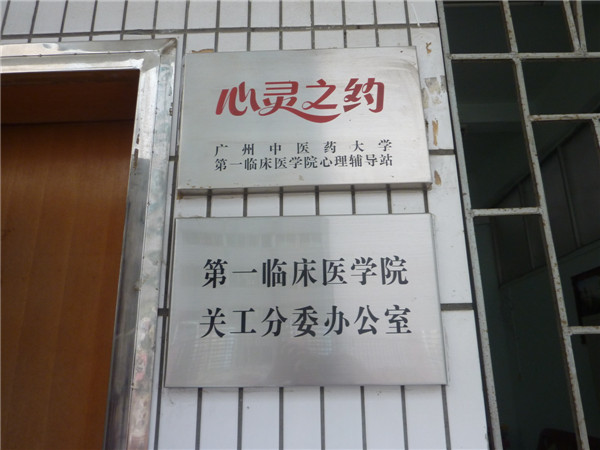 心灵之约
广州中医药大学
第一临床医学院心理辅导站
第一临床医学院
关工分委办公室